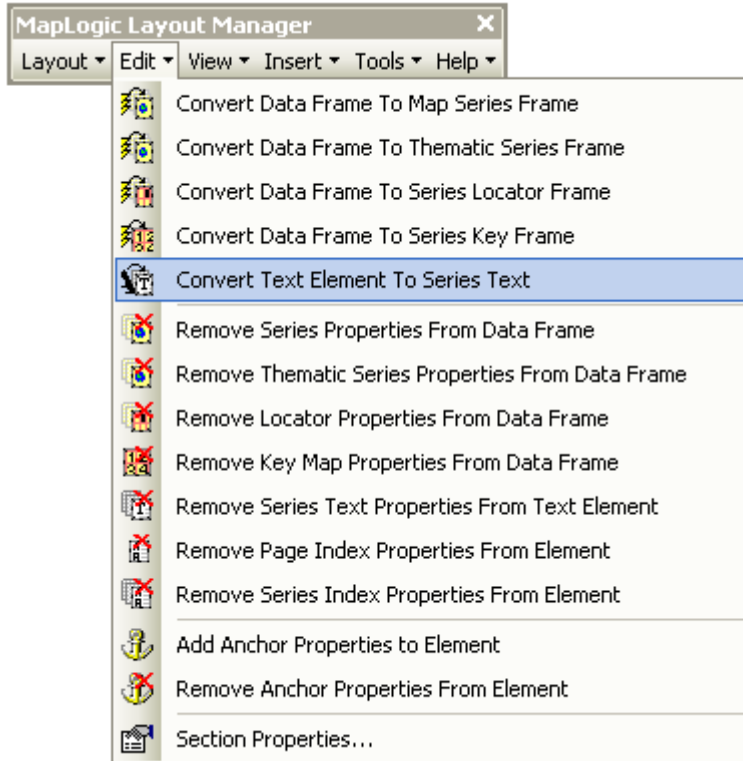 MapLogic Layout Manager
Layout Edit View Insert Tools Help
Convert Data Frame To Map Series Frame
Convert Data Frame To Thematic Series Frame
Convert Data Frame To Series Locator Frame
Convert Data Frame To Series Key Frame
Convert Text Element To Series Text
Remove Series Properties From Data Frame
Remove Thematic Series Properties From Data Frame
Remove Locator Properties From Data Frame
Remove Key Map Properties From Data Frame
Remove Series Text Properties From Text Element
Remove Page Index Properties From Element
Remove Series Index Properties From Element
Add Anchor Properties to Element
Remove Anchor Properties From Element
Section Properties...